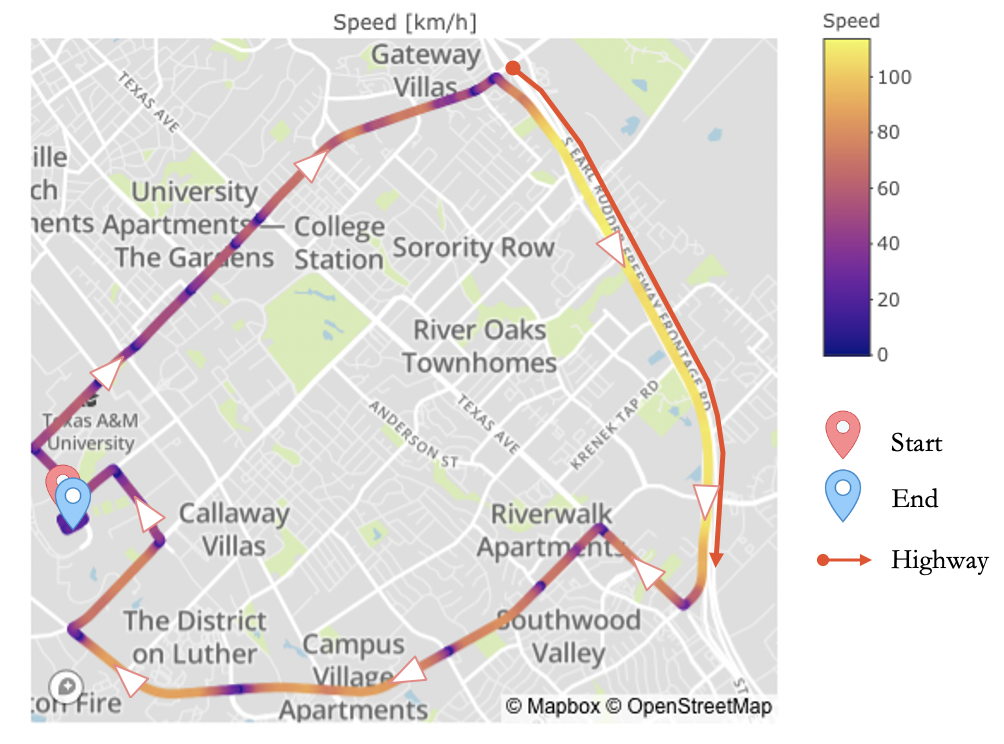 Speed [km/h]
Speed
100
80
60
40
20
0
Gateway
Villas
TEXAS AVE
ille
ch
nents
University
Apartments—
The Gardens
College
Station
Sorority Row
S EARL RUDDER FREEWAY FRONTAGE RD
River Oaks
Townhomes
Texas A&M
University
ANDERSON ST
TEXAS AVE
KRENEK TAP RD
Callaway
Villas
Riverwalk
Apartments
The District
on Luther
Campus
Village
Apartments
Southwood
Valley
ton Fire
ST
© Mapbox © OpenStreetMap
Start
End
Highway